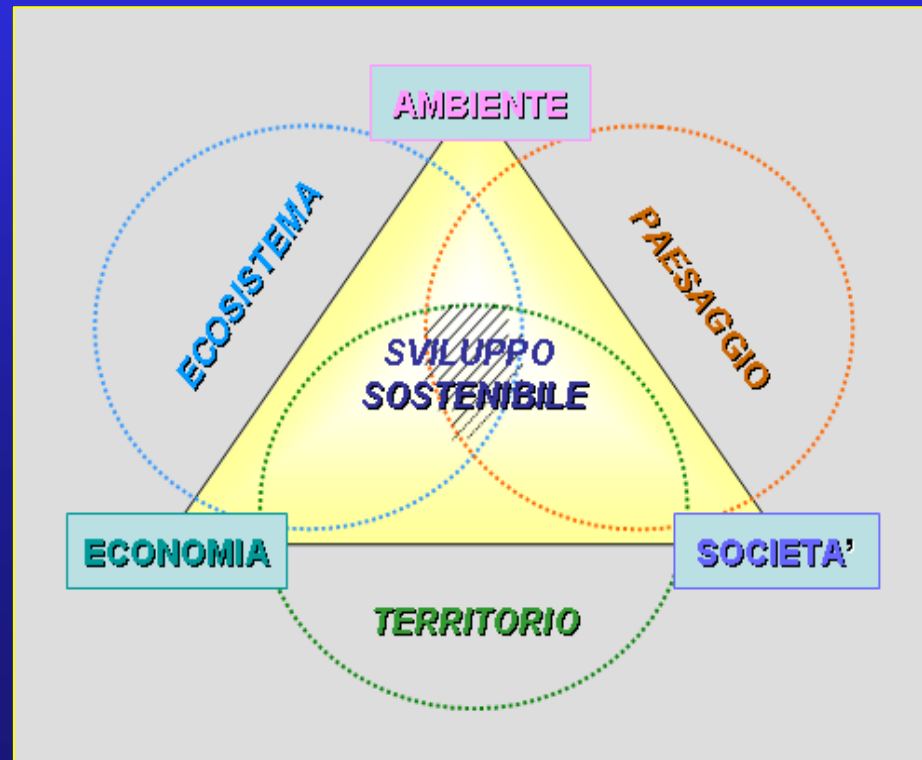 AMBIENTE
ECOSISTEMA
PAESAGGIO
SVILUPPO
SOSTENIBILE
ECONOMIA
SOCIETA'
TERRITORIO